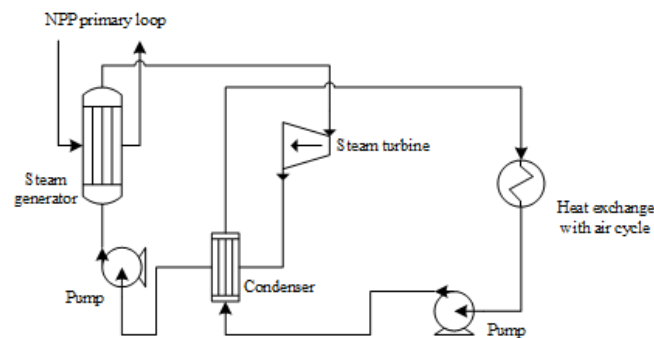 NPP primary loop
Steam turbine
Steam
generator
Heat exchange
with air cycle
Condenser
Pump
Pump